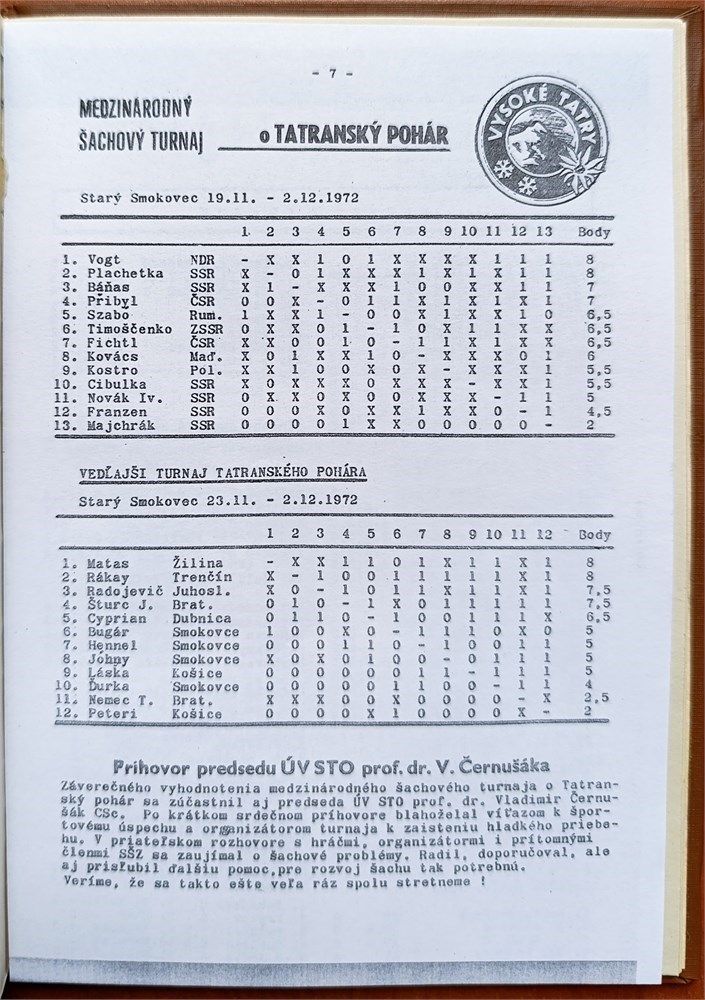 - 7 -
MEDZINÁRODNÝ
ŠACHOVÝ TURNAJ o TATRANSKÝ POHÁR
VYSOKÉ TATRY
Starý Smokovec 19.11. - 2.12.1972
1 2 3 4 5 6 7 8 9 10 11 12 13 Body
1. Vogt NDR - X X 1 0 1 X X X X 1 1 1 8
2. Plachetka SSR X - 0 1 X X X 1 X 1 X 1 1 8
3. Báňas SSR X 1 - X X X 1 0 0 X X 1 1 7
4. Přibyl ČSR 0 0 X - 0 1 1 X 1 X 1 X 1 7
5. Szabo Rum. 1 X X 1 - 0 0 X 1 X X 1 0 6,5
6. Timoščenko ZSSR 0 X X 0 1 - 1 0 X 1 1 X X 6,5
7. Fichtl ČSR X X 0 0 1 0 - 1 1 X 1 X X 6,5
8. Kovács Maď. X 0 1 X X 1 0 - X X X 0 1 6
9. Kostro Pol. X X 1 0 0 X 0 X - X X 1 X 5,5
10. Cibulka SSR X 0 X X X 0 X X X - X X 1 5,5
11. Novák Iv. SSR 0 X X 0 X 0 0 X X X - 1 1 5
12. Franzen SSR 0 0 0 X 0 X X 1 X X 0 - 1 4,5
13. Majchrák SSR 0 0 0 0 1 X X 0 0 0 0 0 - 2
VEDĽAJŠI TURNAJ TATRANSKÉHO POHÁRA
Starý Smokovec 23.11. - 2.12.1972
1 2 3 4 5 6 7 8 9 10 11 12 Body
1. Matas Žilina - X X 1 1 0 1 X 1 1 X 1 8
2. Rákay Trenčín X - 1 0 0 1 1 1 1 1 X 1 8
3. Radojevič Juhosl. X 0 - 1 0 1 1 X 1 1 X 1 7,5
4. Šturc J. Brat. 0 1 0 - 1 X 0 1 1 1 1 1 7,5
5. Cyprian Dubnica 0 1 1 0 - 1 0 0 1 1 1 X 6,5
6. Bugár Smokovce 1 0 0 X 0 - 1 1 1 0 X 0 5
7. Hennel Smokovce 0 0 0 1 1 0 - 1 0 0 1 1 5
8. Jóhny Smokovce X 0 X 0 1 0 0 - 0 1 1 1 5
9. Láska Košice 0 0 0 0 0 0 1 1 - 1 1 1 5
10. Ďurka Smokovce 0 0 0 0 0 1 1 0 0 - 1 1 4
11. Nemec T. Brat. X X X 0 0 X 0 0 0 0 - X 2,5
12. Peteri Košice 0 0 0 0 X 1 0 0 0 0 X - 2
Príhovor predsedu ÚV STO prof. dr. V. Černušáka
Záverečného vyhodnotenia medzinárodného šachového turnaja o Tatran-
ský pohár sa zúčastnil aj predseda ÚV STO prof. dr. Vladimir Černu-
šák CSc. Po krátkom srdečnom príhovore blahoželal víťazom k špor-
tovému úspechu a organizátorom turnaja k zaisteniu hladkého priebe-
hu. V priateľskom rozhovore s hráčmi, organizátormi i prítomnými
členmi SŠZ sa zaujímal o šachové problémy. Radil, doporučoval, ale
aj prisľubil ďalšiu pomoc,pre rozvoj šachu tak potrebnú.
Veríme, že sa takto ešte veľa ráz spolu stretneme !